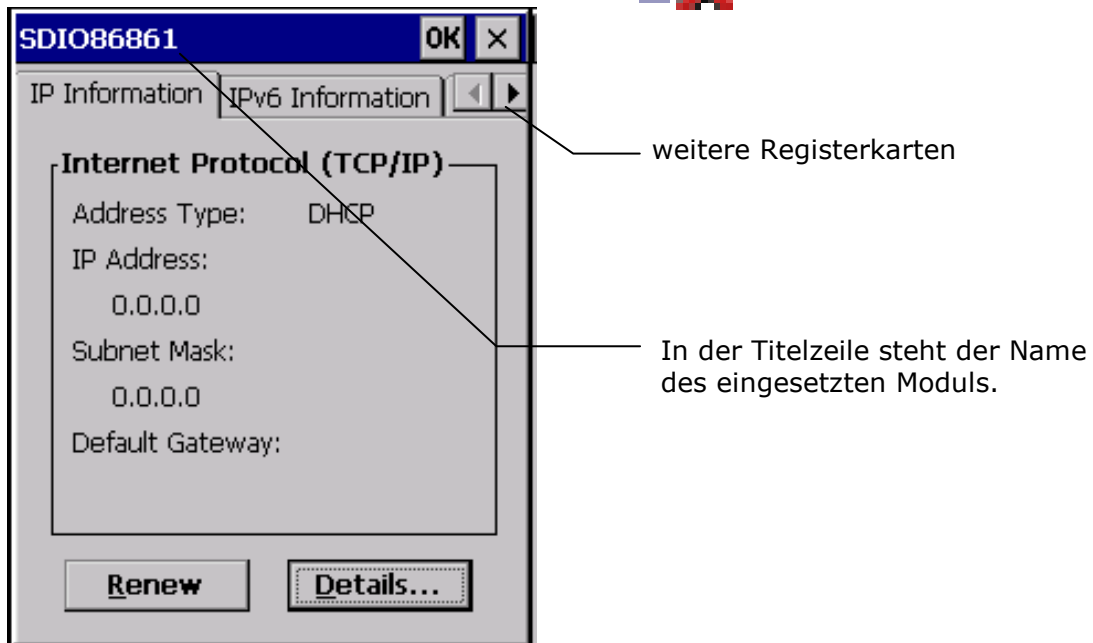 SDIO86861 OK ×
IP Information IPv6 Information
weitere Registerkarten
Internet Protocol (TCP/IP)
Address Type: DHCP
IP Address:
0.0.0.0
Subnet Mask:
In der Titelzeile steht der Name
des eingesetzten Moduls.
0.0.0.0
Default Gateway:
Renew Details...